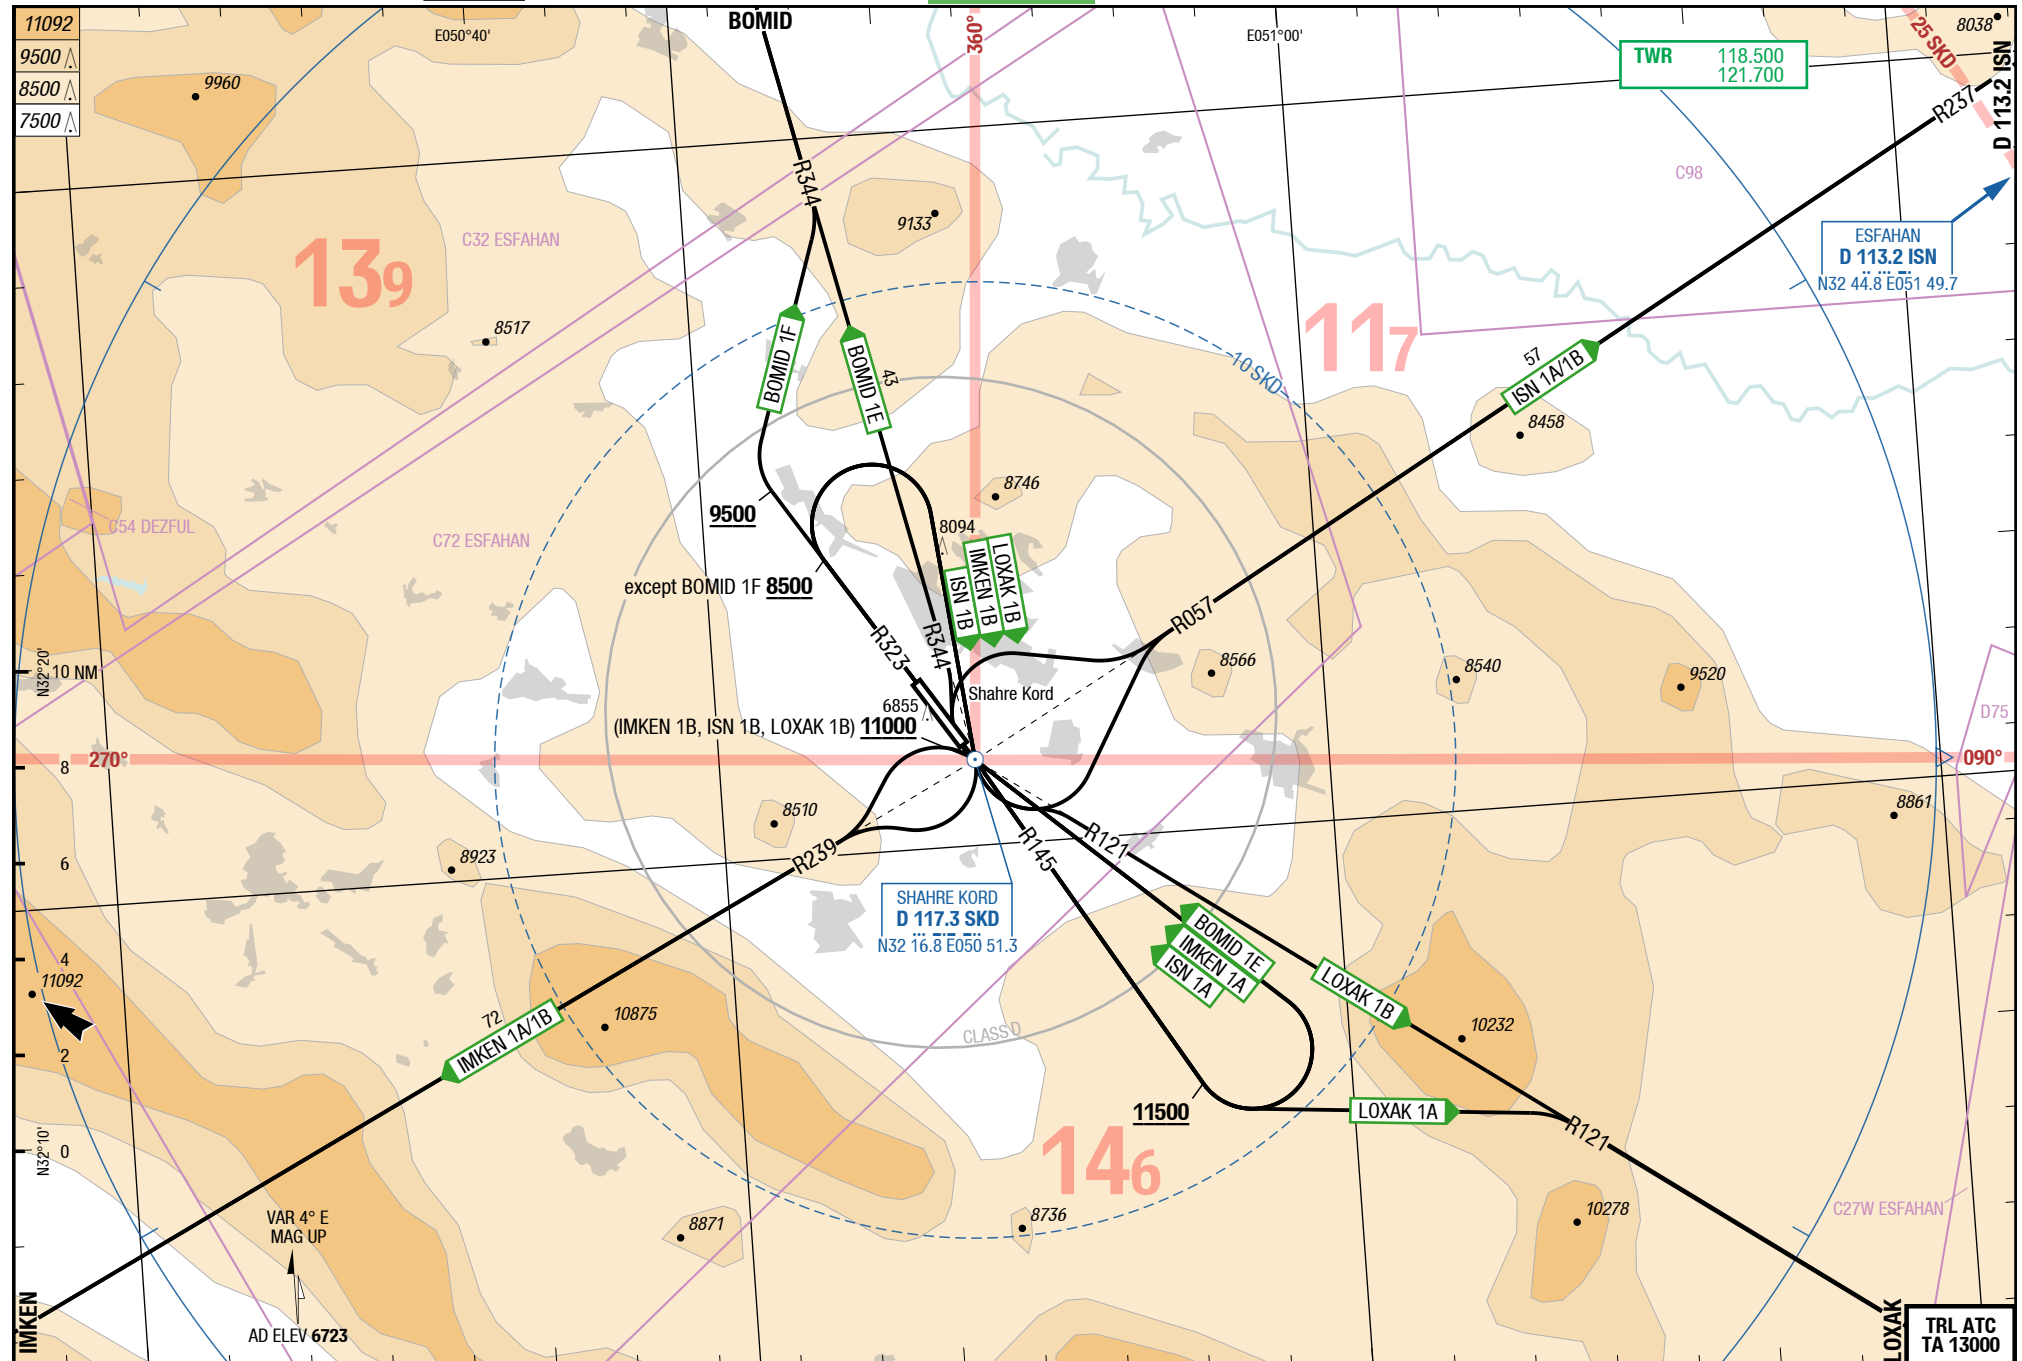 11092
9500
8500
7500
BOMID
E050°40'
360°
E051°00'
TWR 118.500
121.700
8038
25 SKD
D 113.2 ISN
R237
9960
R344
9133
C98
C32 ESFAHAN
139
ESFAHAN
D 113.2 ISN
N32 44.8 E051 49.7
117
8517
BOMID 1F
BOMID 1E
43
10 SKD
57
ISN 1A/1B
8458
9500
8746
8094
C54 DEZFUL
C72 ESFAHAN
except BOMID 1F 8500
ISN 1B
IMKEN 1B
LOXAK 1B
R057
R323
R344
N32°20'
10 NM
8566
8540
9520
Shahre Kord
6855
(IMKEN 1B, ISN 1B, LOXAK 1B) 11000
D75
270°
090°
8
8510
8861
R239
R145
R121
8923
6
SHAHRE KORD
D 117.3 SKD
N32 16.8 E050 51.3
BOMID 1E
IMKEN 1A
ISN 1A
4
11092
LOXAK 1B
72
IMKEN 1A/1B
10875
CLASS D
10232
2
11500
LOXAK 1A
R121
N32°10'
0
146
VAR 4° E
MAG UP
8871
8736
10278
C27W ESFAHAN
IMKEN
AD ELEV 6723
LOXAK
TRL ATC
TA 13000